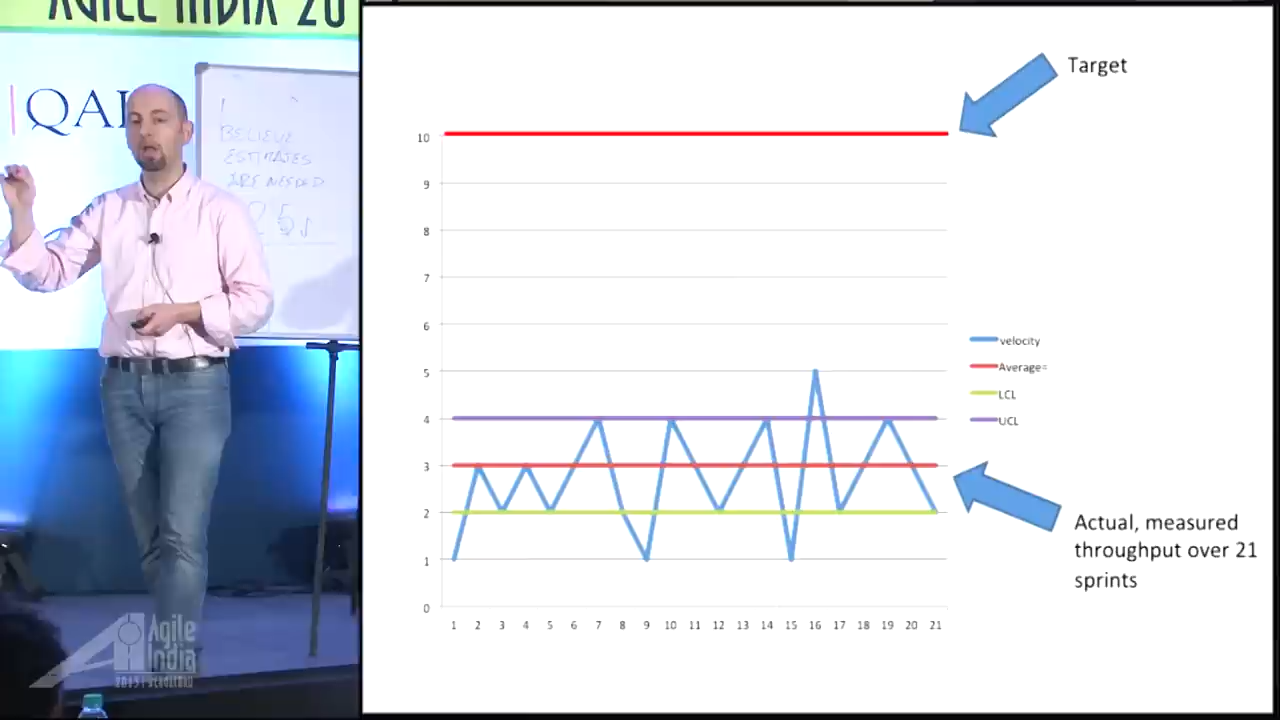 AGILE INDIA 20
QAI
BELIEVE
ESTIMATES
ARE NEEDED
Target
10
9
8
7
6
5
4
3
2
1
0
1 2 3 4 5 6 7 8 9 10 11 12 13 14 15 16 17 18 19 20 21
velocity
Average=
LCL
UCL
Actual, measured
throughput over 21
sprints
Agile
India